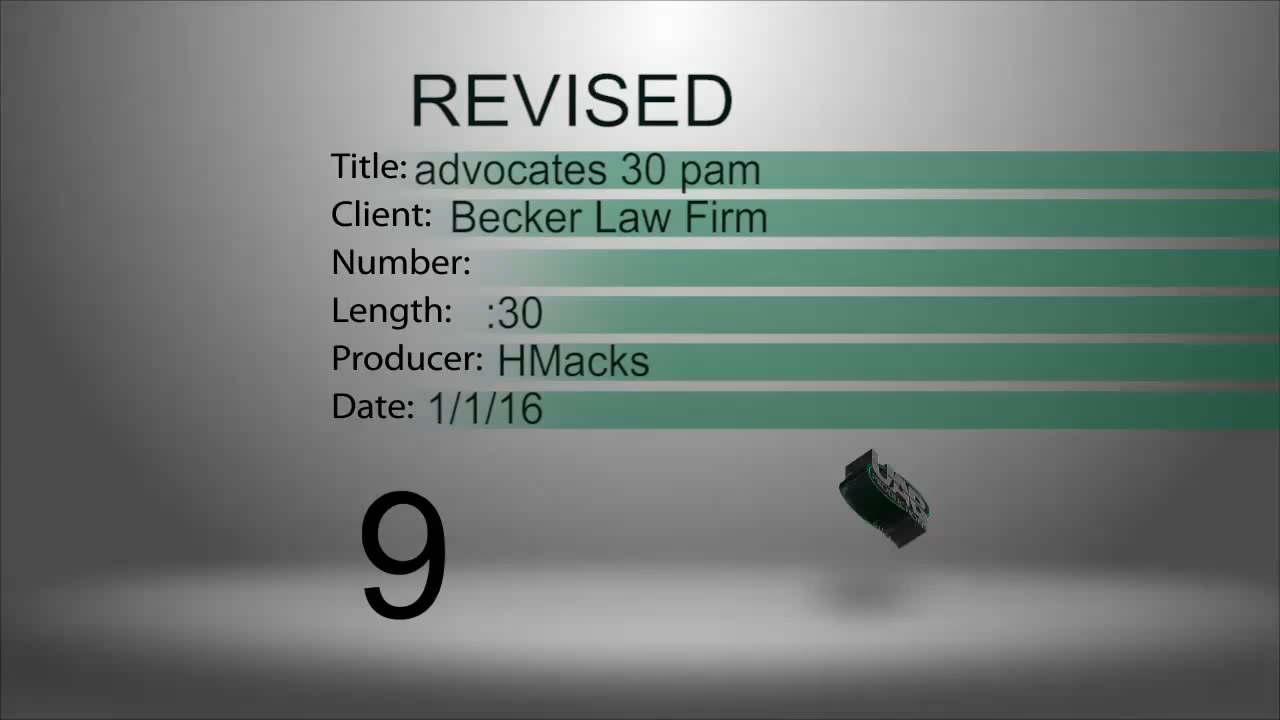 REVISED
Title: advocates 30 pam
Client: Becker Law Firm
Number:
Length: :30
Producer: HMacks
Date: 1/1/16
9